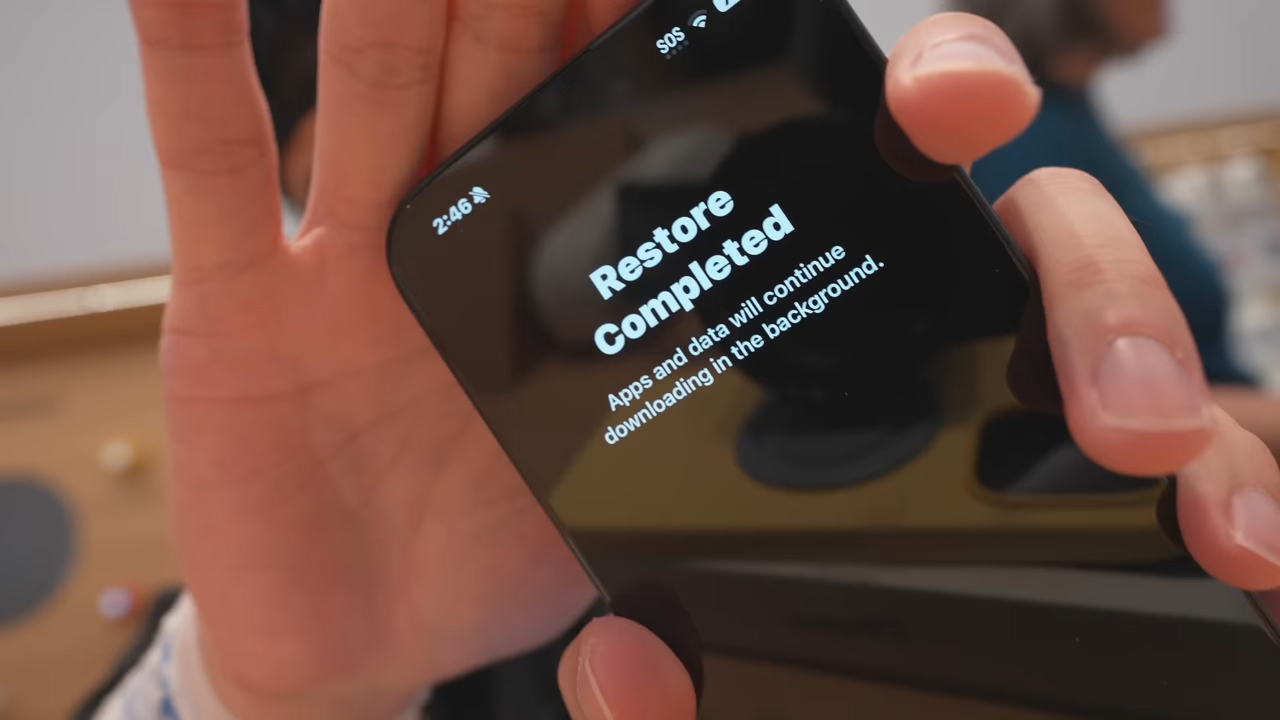 2:46
SOS
Restore
Completed
Apps and data will continue
downloading in the background.